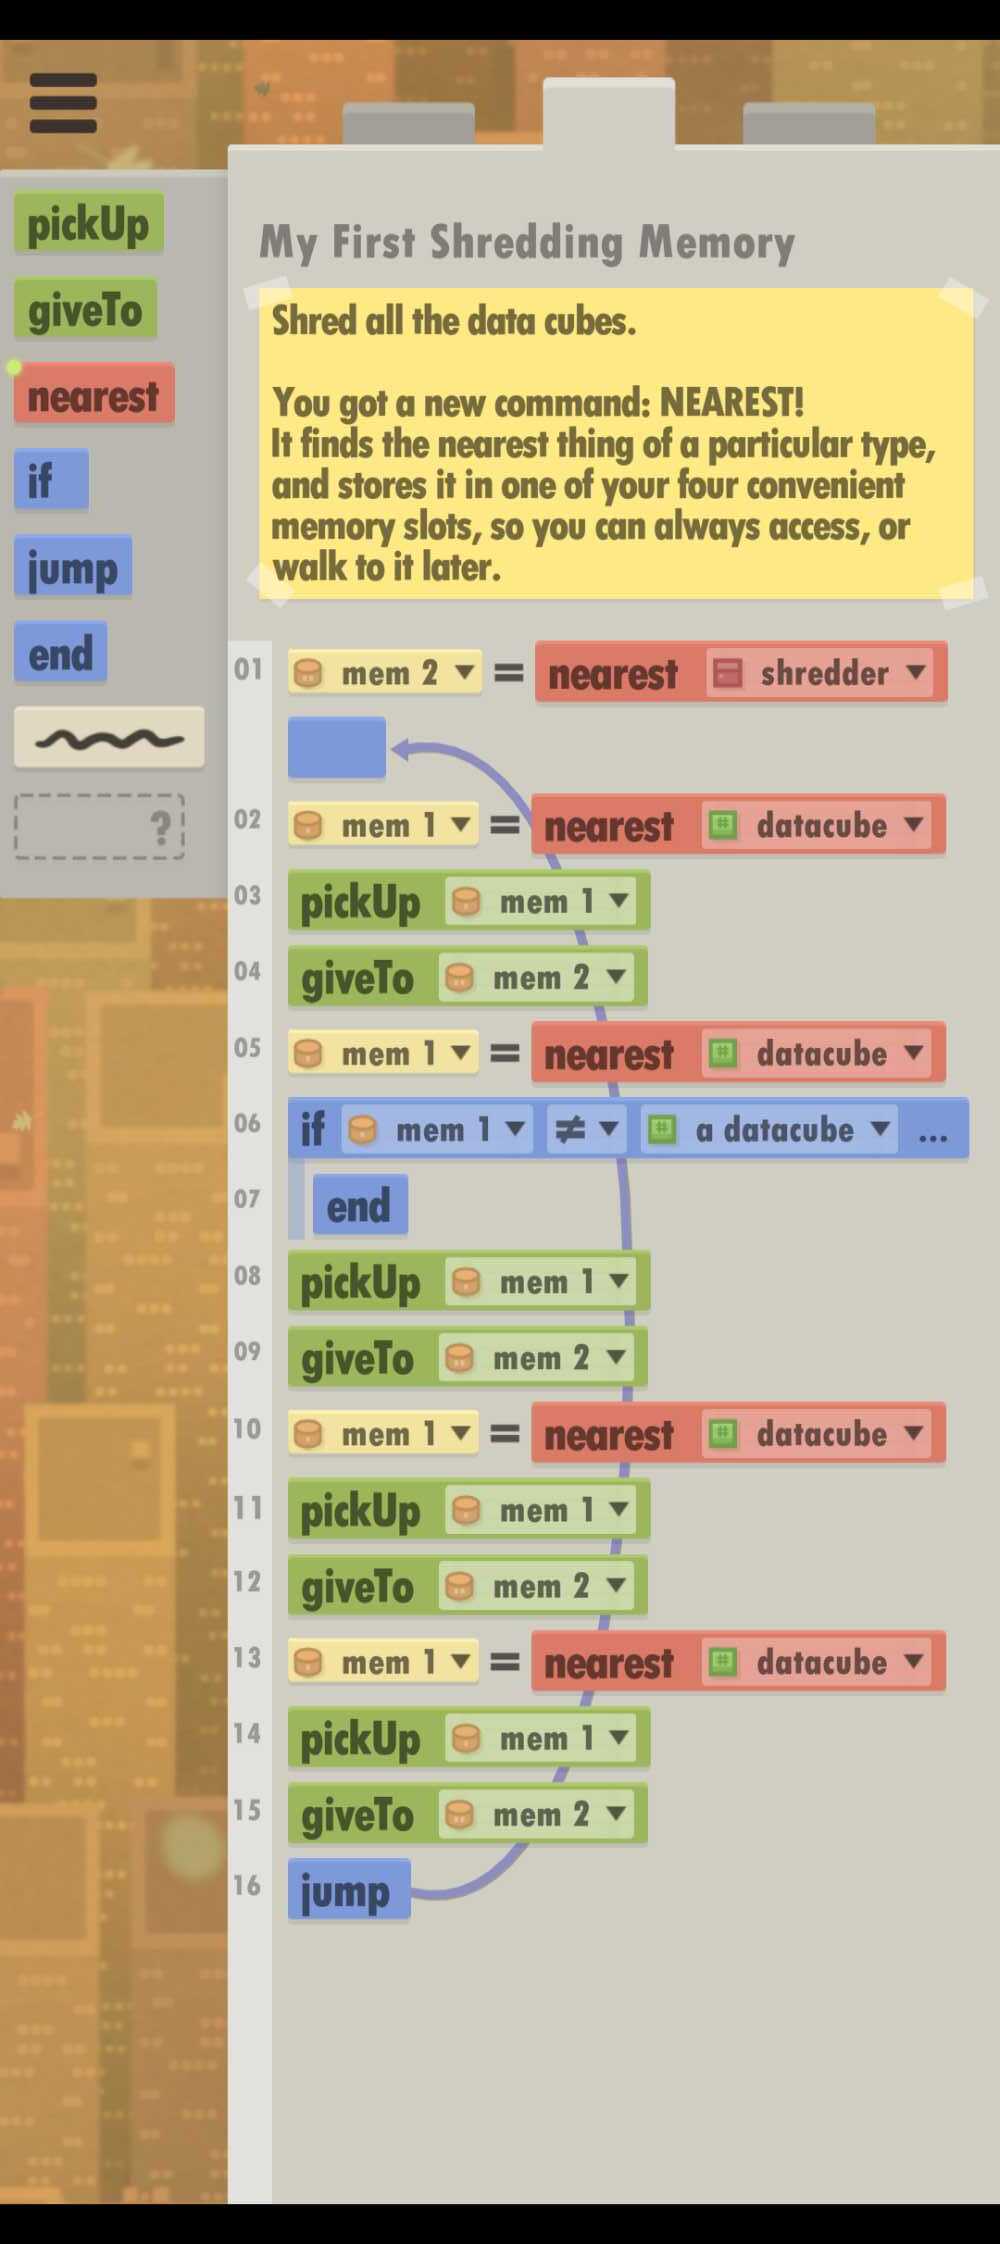 My First Shredding Memory
Shred all the data cubes.
You got a new command: NEAREST!
It finds the nearest thing of a particular type,
and stores it in one of your four convenient
memory slots, so you can always access, or
walk to it later.
pickUp
giveTo
nearest
if
jump
end
?
01 mem 2 = nearest shredder
02 mem 1 = nearest datacube
03 pickUp mem 1
04 giveTo mem 2
05 mem 1 = nearest datacube
06 if mem 1 ≠ a datacube ...
07 end
08 pickUp mem 1
09 giveTo mem 2
10 mem 1 = nearest datacube
11 pickUp mem 1
12 giveTo mem 2
13 mem 1 = nearest datacube
14 pickUp mem 1
15 giveTo mem 2
16 jump